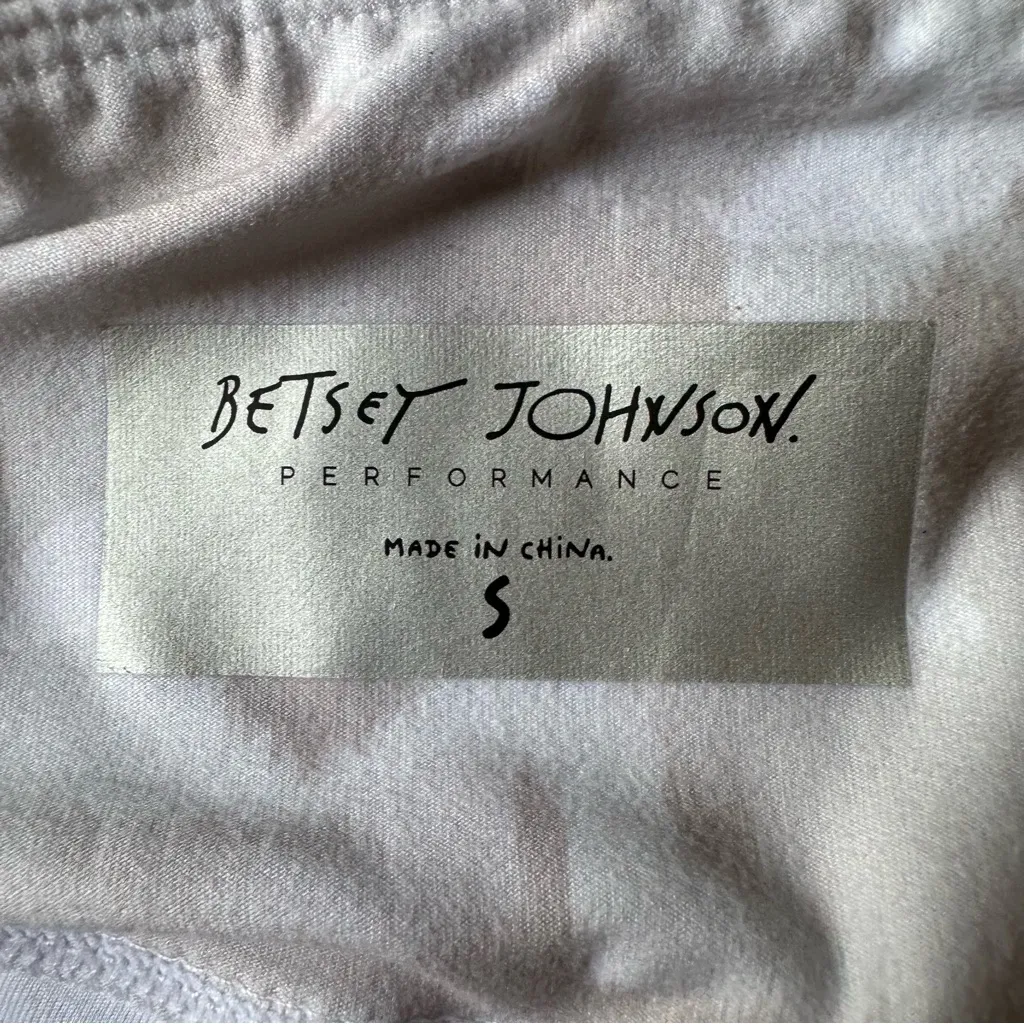 BETSEY JOHNSON.
PERFORMANCE
MADE iN CHiNA.
S